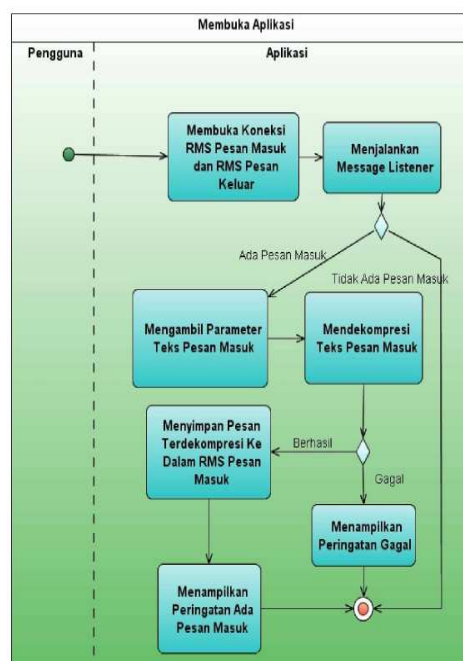 Membuka Aplikasi
Pengguna
Aplikasi
Membuka Koneksi
RMS Pesan Masuk
dan RMS Pesan
Keluar
Menjalankan
Message Listener
Ada Pesan Masuk
Tidak Ada Pesan Masuk
Mengambil Parameter
Teks Pesan Masuk
Mendekompresi
Teks Pesan Masuk
Menyimpan Pesan
Terdekompresi Ke
Dalam RMS Pesan
Masuk
Berhasil
Gagal
Menampilkan
Peringatan Gagal
Menampilkan
Peringatan Ada
Pesan Masuk